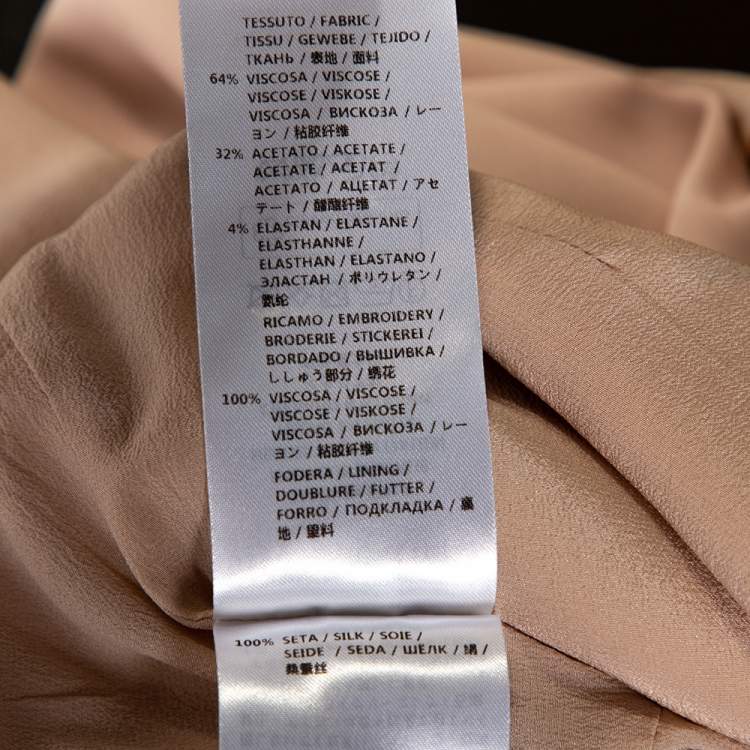 TESSUTO / FABRIC /
TISSU / GEWEBE / TEJIDO /
ТКАНЬ / 表地 / 面料
64% VISCOSA / VISCOSE /
VISCOSE / VISKOSE /
VISCOSA / ВИСКОЗА / レー
ヨン / 粘胶纤维
32% ACETATO / ACETATE /
ACETATE / ACETAT /
ACETATO / АЦЕТАТ / アセ
テート / 醋酯纤维
4% ELASTAN / ELASTANE /
ELASTHANNE /
ELASTHAN / ELASTANO /
ЭЛАСТАН / ポリウレタン /
氨纶
RICAMO / EMBROIDERY /
BRODERIE / STICKEREI /
BORDADO / ВЫШИВКА /
ししゅう部分 / 绣花
100% VISCOSA / VISCOSE /
VISCOSE / VISKOSE /
VISCOSA / ВИСКОЗА / レー
ヨン / 粘胶纤维
FODERA / LINING /
DOUBLURE / FUTTER /
FORRO / ПОДКЛАДКА / 裏
地 / 里料
100% SETA / SILK / SOIE /
SEIDE / SEDA / ШЁЛК / 絹 /
桑蚕丝